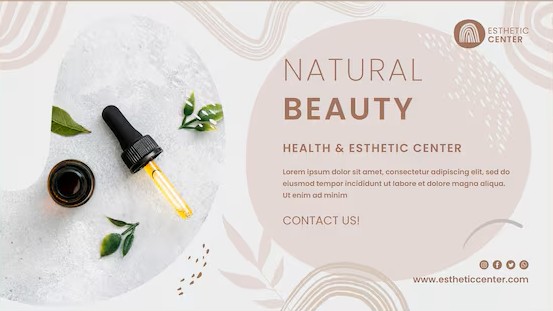 ESTHETIC
CENTER
NATURAL
BEAUTY
HEALTH & ESTHETIC CENTER
Lorem ipsum dolor sit amet, consectetur adipiscing elit, sed do
eiusmod tempor incididunt ut labore et dolore magna aliqua.
Ut enim ad minim
CONTACT US!
www.estheticcenter.com